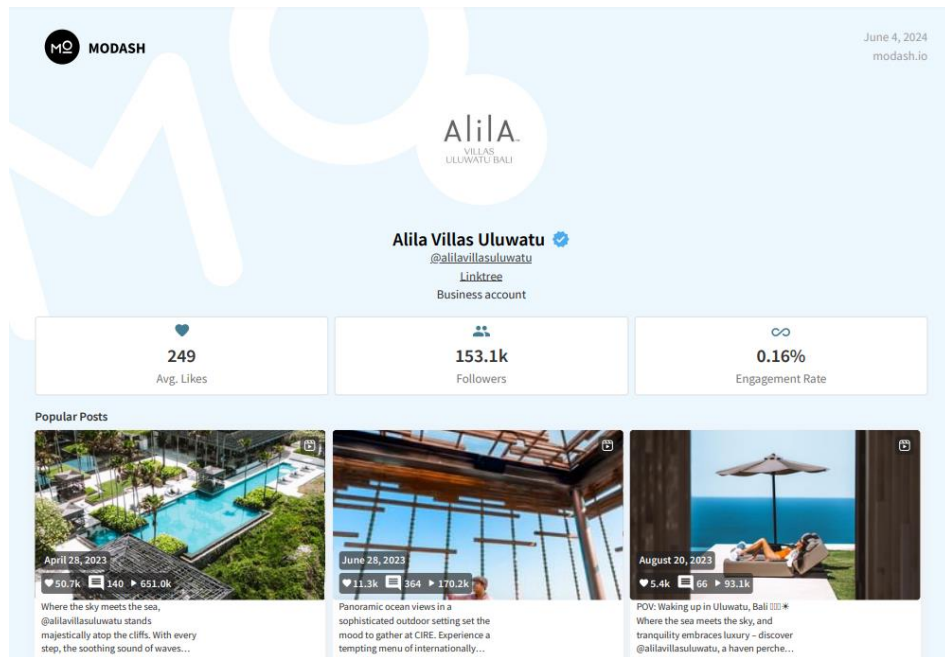 MO MODASH
June 4, 2024
modash.io
AlilA
VILLAS
ULUWATU BALI
Alila Villas Uluwatu
@alilavillasuluwatu
Linktree
Business account
249
Avg. Likes
153.1k
Followers
0.16%
Engagement Rate
Popular Posts
April 28, 2023
50.7k 140 651.0k
Where the sky meets the sea,
@alilavillasuluwatu stands
majestically atop the cliffs. With every
step, the soothing sound of waves...
June 28, 2023
11.3k 364 170.2k
Panoramic ocean views in a
sophisticated outdoor setting set the
mood to gather at CIRE. Experience a
tempting menu of internationally...
August 20, 2023
5.4k 66 93.1k
POV: Waking up in Uluwatu, Bali ▯▯▯☀
Where the sea meets the sky, and
tranquility embraces luxury – discover
@alilavillasuluwatu, a haven perche...